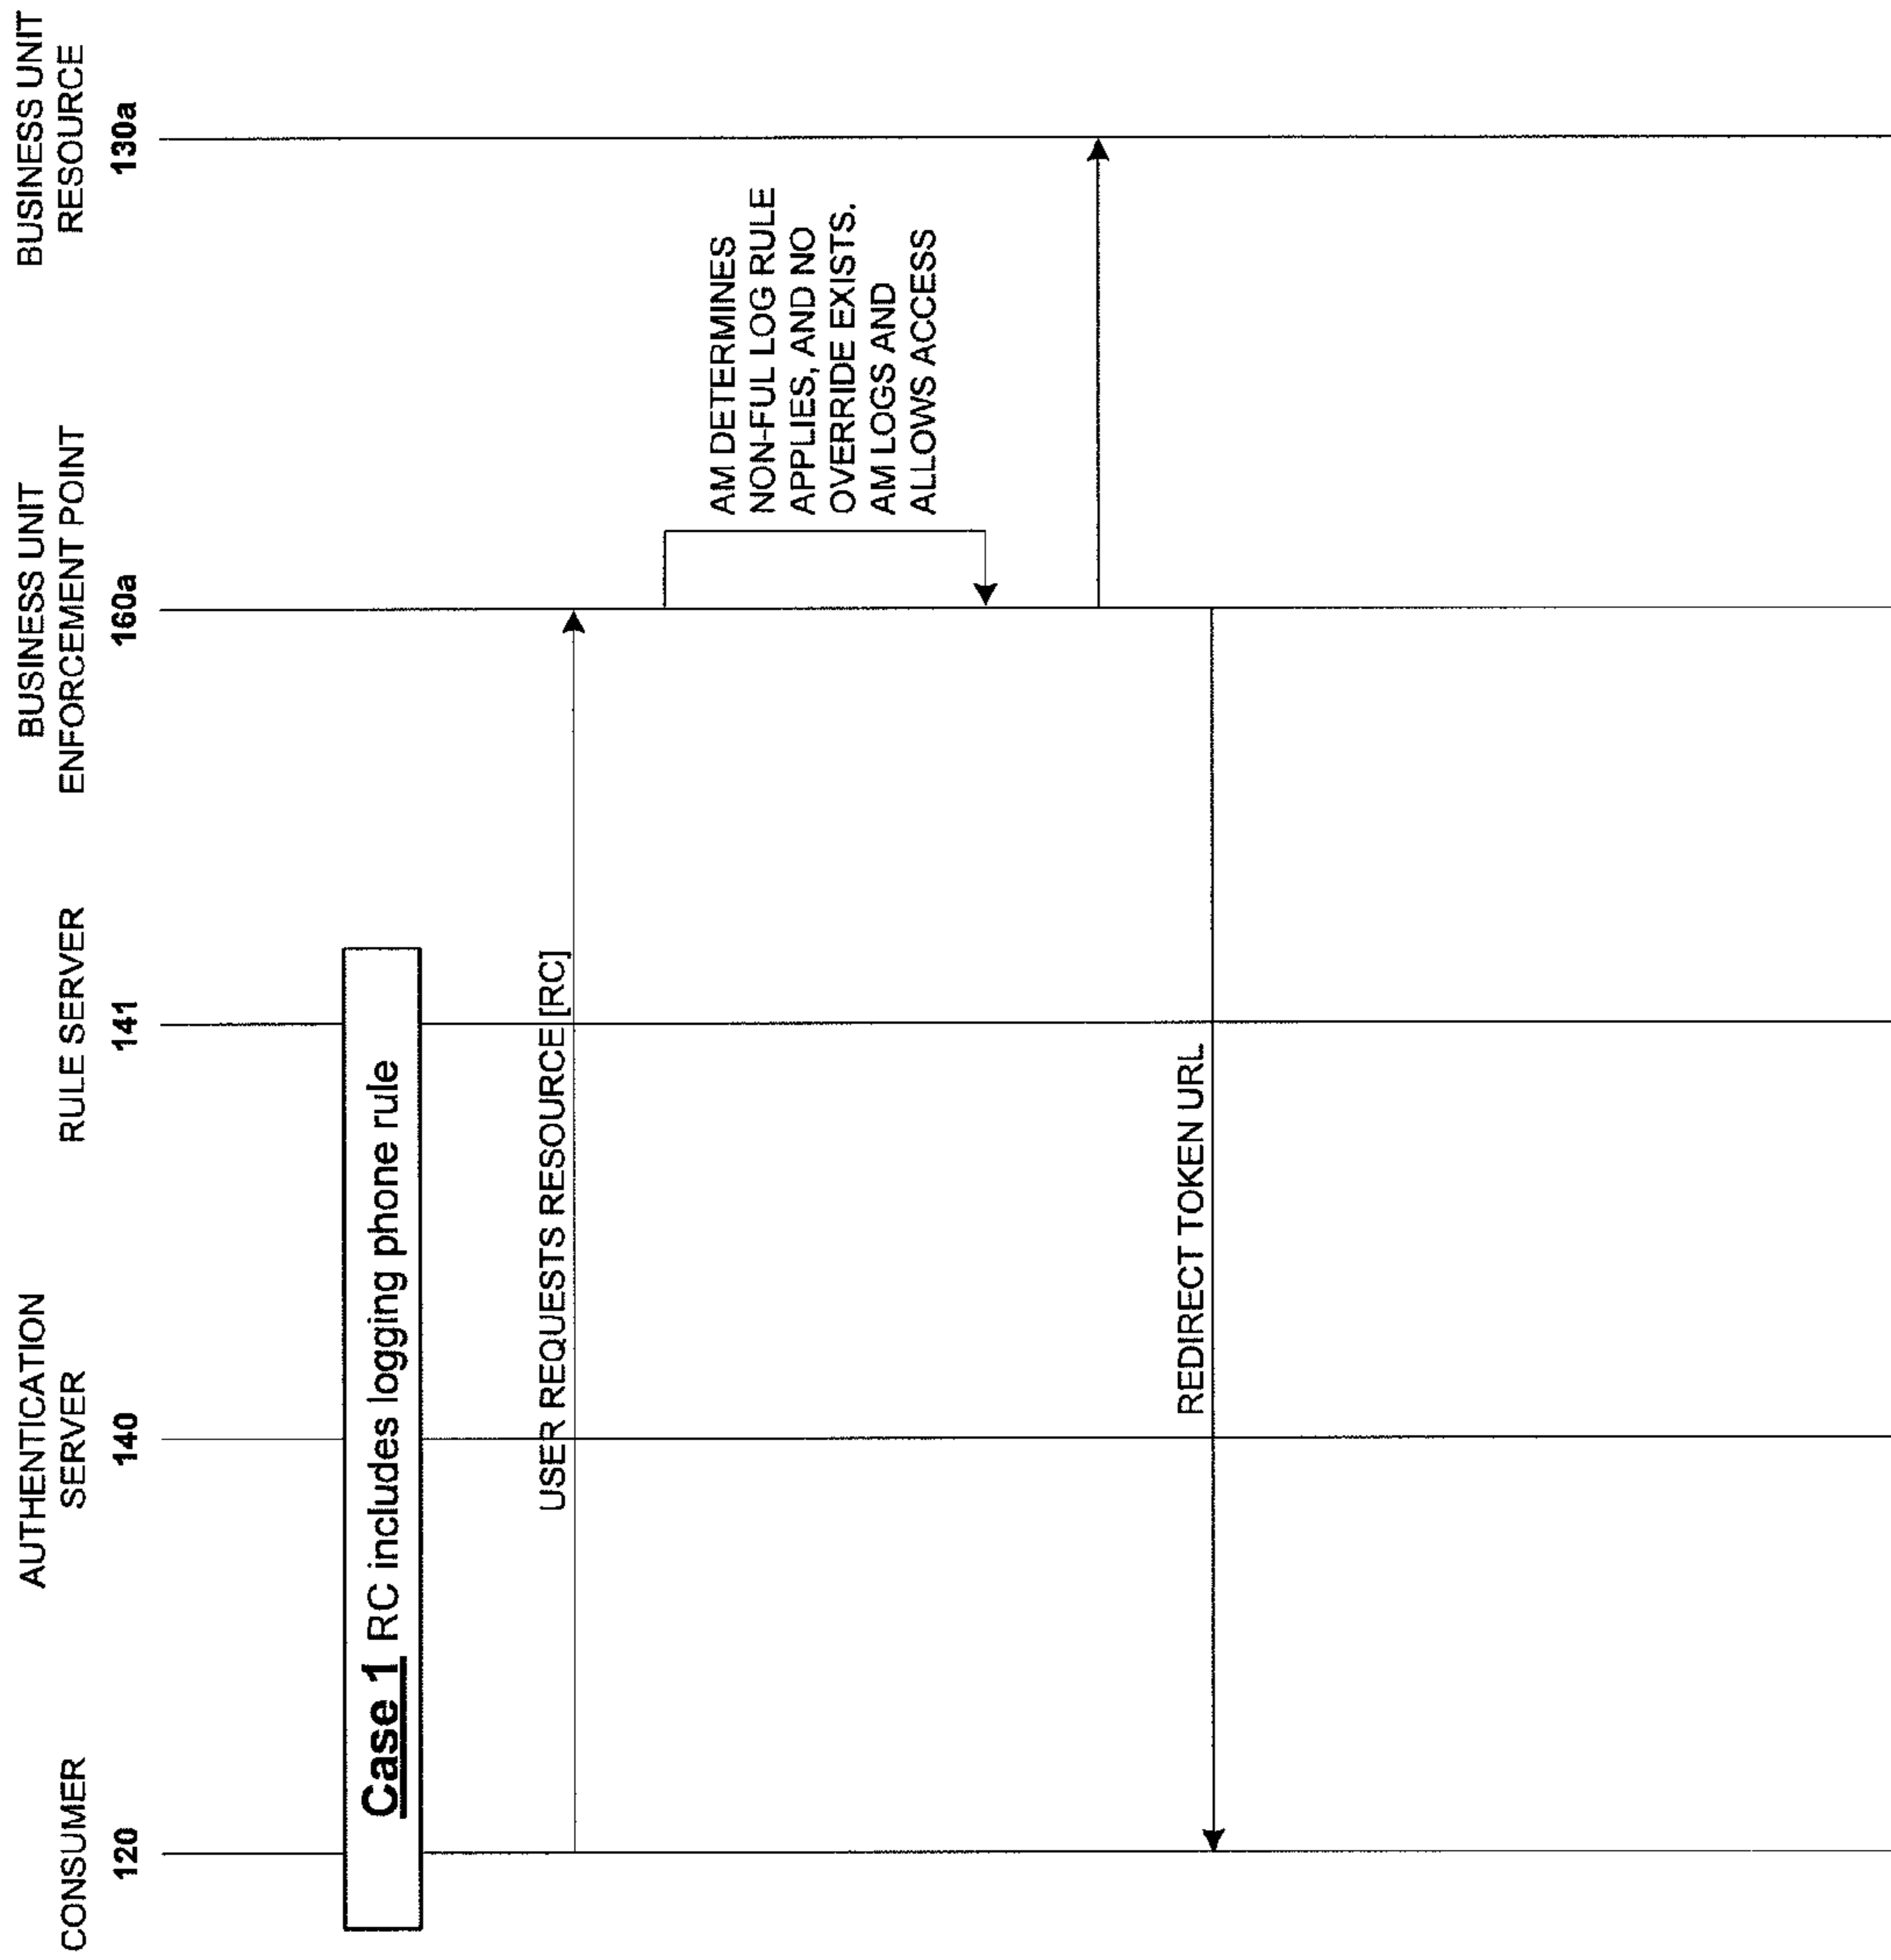 CONSUMER
120
AUTHENTICATION
SERVER
140
RULE SERVER
141
BUSINESS UNIT
ENFORCEMENT POINT
160a
BUSINESS UNIT
RESOURCE
130a
Case 1 RC includes logging phone rule
USER REQUESTS RESOURCE [RC]
AM DETERMINES
NON-FUL LOG RULE
APPLIES, AND NO
OVERRIDE EXISTS.
AM LOGS AND
ALLOWS ACCESS
REDIRECT TOKEN URL